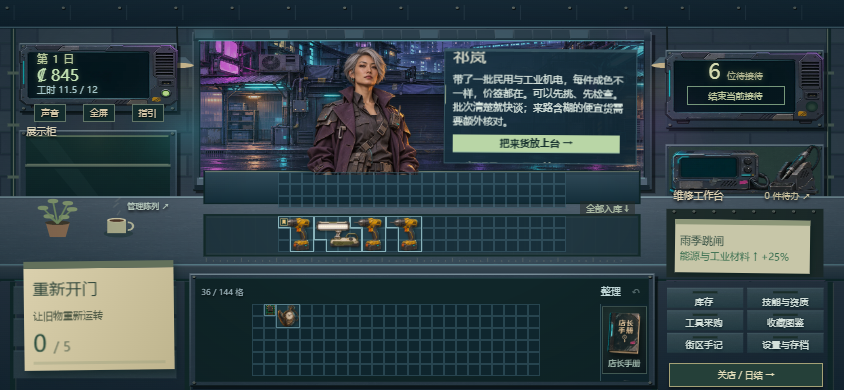 第 1 日
₡ 845
工时 11.5 / 12
声音
全屏
指引
展示柜
管理陈列 ↗
重新开门
让旧物重新运转
0 / 5
祁岚
带了一批民用与工业机电，每件成色不
一样，价签都在。可以先挑、先检查。
批次清楚就快谈；来路含糊的便宜货需
要额外核对。
把来货放上台 →
全部入库 ↓
36 / 144 格
整理
店长
手册
店长手册
6 位待接待
结束当前接待
维修工作台
0 件待办 ↗
雨季跳闸
能源与工业材料 ↑ +25%
库存
技能与资质
工具采购
收藏图鉴
街区手记
设置与存档
关店 / 日结 →